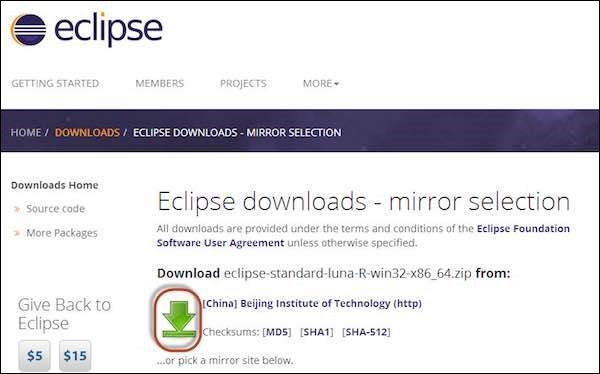 eclipse
GETTING STARTED MEMBERS PROJECTS MORE
HOME / DOWNLOADS / ECLIPSE DOWNLOADS - MIRROR SELECTION
Downloads Home
» Source code
» More Packages
Eclipse downloads - mirror selection
All downloads are provided under the terms and conditions of the Eclipse Foundation
Software User Agreement unless otherwise specified.
Download eclipse-standard-luna-R-win32-x86_64.zip from:
[China] Beijing Institute of Technology (http)
Checksums: [MD5] [SHA1] [SHA-512]
...or pick a mirror site below.
Give Back to
Eclipse
$5 $15